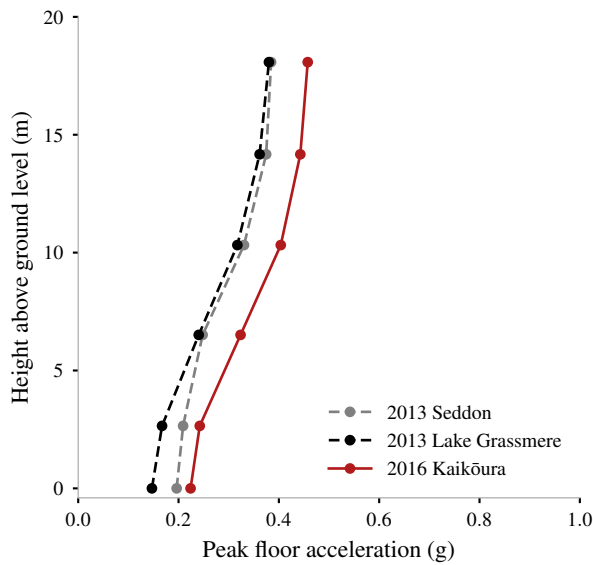 20
15
10
5
0
Height above ground level (m)
2013 Seddon
2013 Lake Grassmere
2016 Kaikōura
0.0 0.2 0.4 0.6 0.8 1.0
Peak floor acceleration (g)